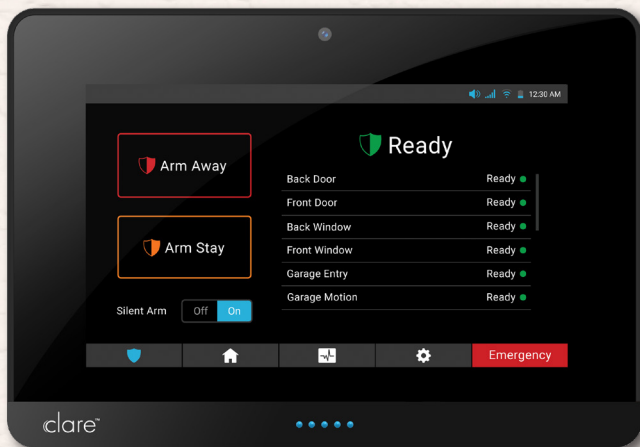 12:30 AM
Arm Away
Arm Stay
Silent Arm Off On
Ready
Back Door Ready
Front Door Ready
Back Window Ready
Front Window Ready
Garage Entry Ready
Garage Motion Ready
Emergency
clare™